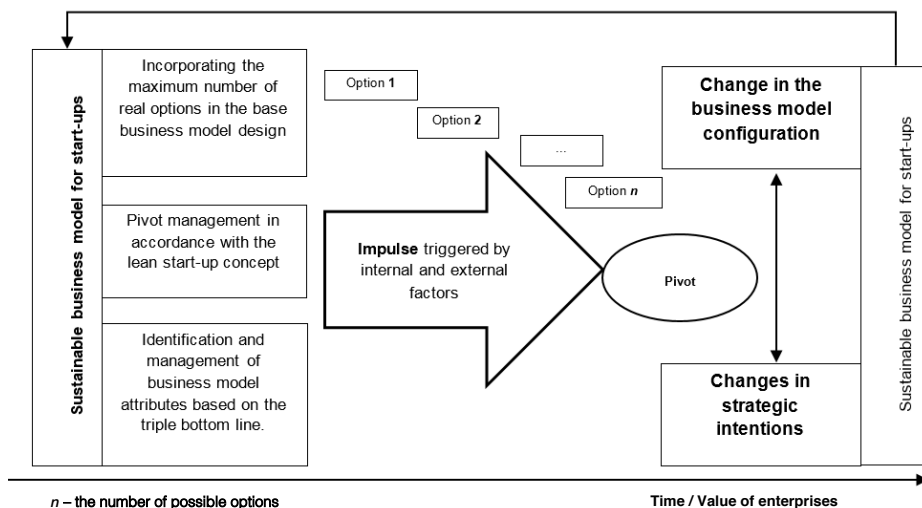 Sustainable business model for start-ups
Incorporating the
maximum number of
real options in the base
business model design
Pivot management in
accordance with the
lean start-up concept
Identification and
management of
business model
attributes based on the
triple bottom line.
Option 1
Option 2
...
Option n
Impulse triggered by
internal and external
factors
Pivot
Change in the
business model
configuration
Changes in
strategic
intentions
Sustainable business model for start-ups
n – the number of possible options
Time / Value of enterprises